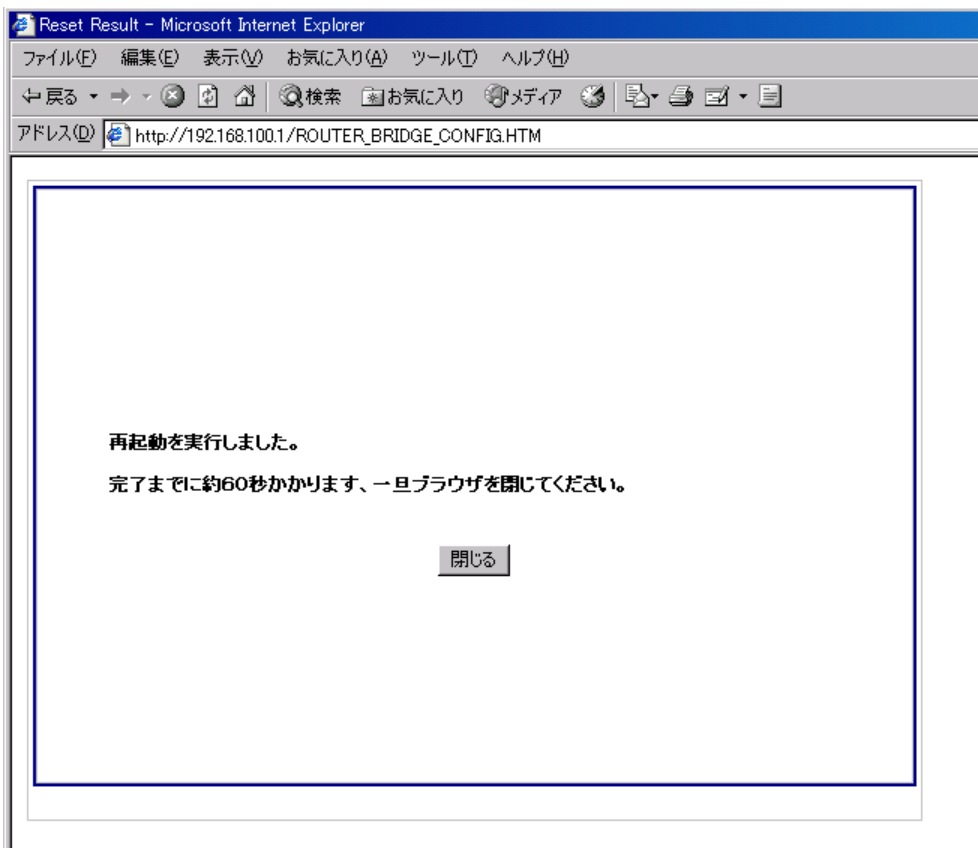 Reset Result - Microsoft Internet Explorer
ファイル(F) 編集(E) 表示(V) お気に入り(A) ツール(T) ヘルプ(H)
戻る 検索 お気に入り メディア
アドレス(D) http://192.168.100.1/ROUTER_BRIDGE_CONFIG.HTM
再起動を実行しました。
完了までに約60秒かかります、一旦ブラウザを閉じてください。
閉じる